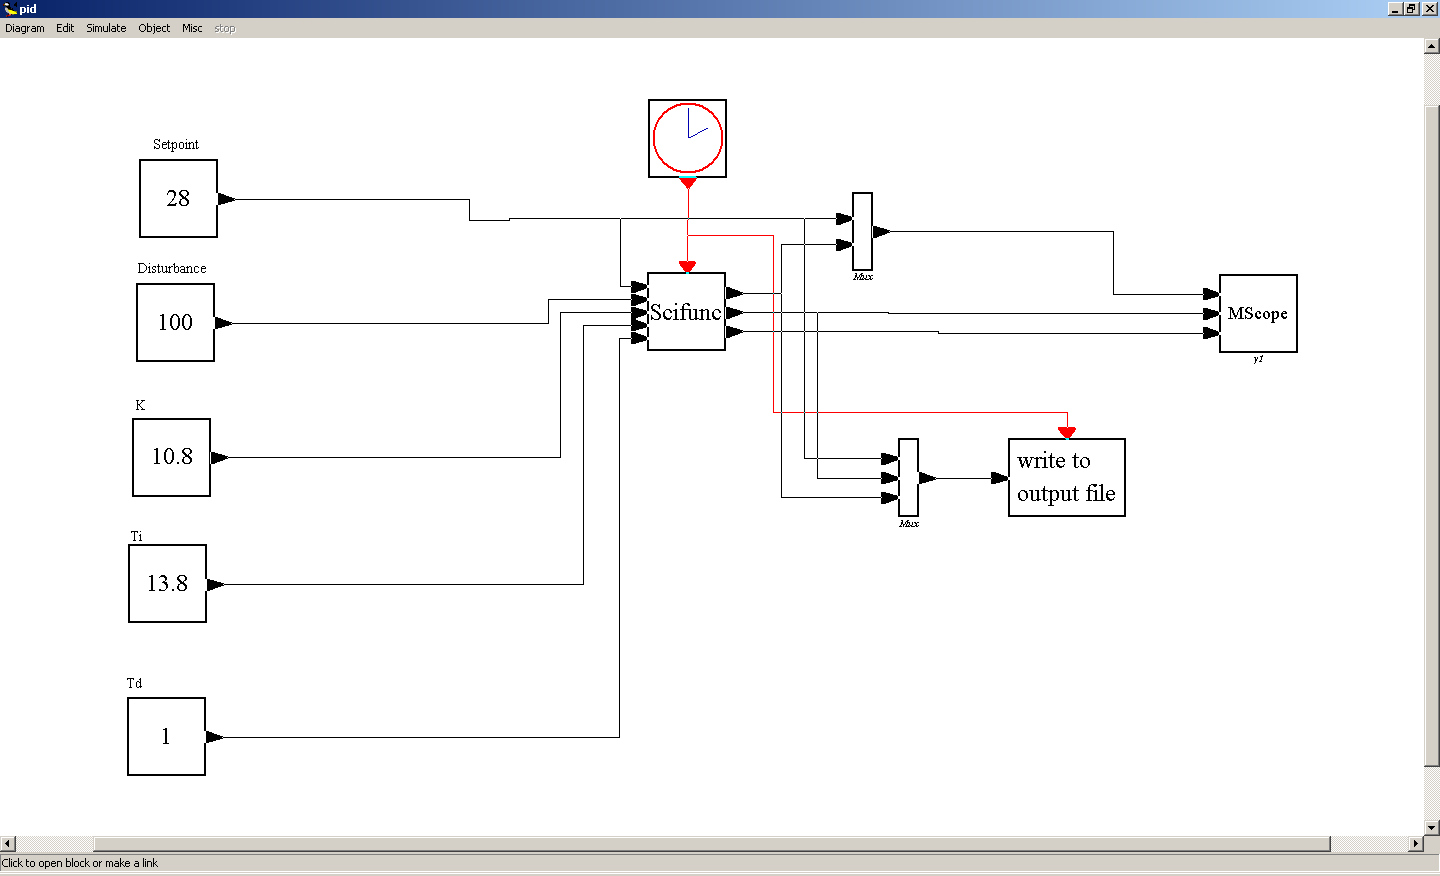 pid
Diagram Edit Simulate Object Misc stop
Setpoint
28
Disturbance
100
K
10.8
Ti
13.8
Td
1
Scifunc
Mux
MScope
y1
write to
output file
Mux
Click to open block or make a link